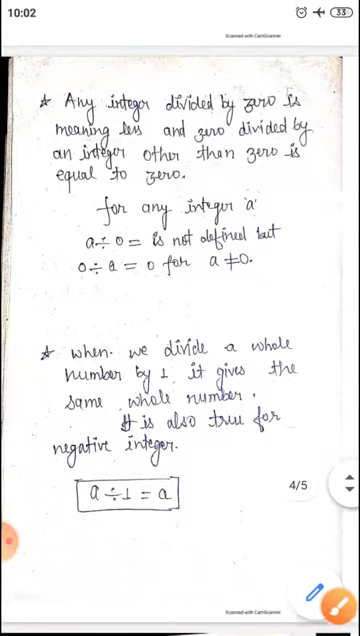 10:02
33
Scanned with CamScanner
* Any integer divided by zero is
meaning less and zero divided by
an integer other than zero is
equal to zero.
for any integer 'a'
a ÷ 0 = is not defined but
0 ÷ a = 0 for a ≠ 0.
* when we divide a whole
number by 1 it gives the
same whole number.
It is also true for
negative integer.
a ÷ 1 = a
4/5
Scanned with CamScanner